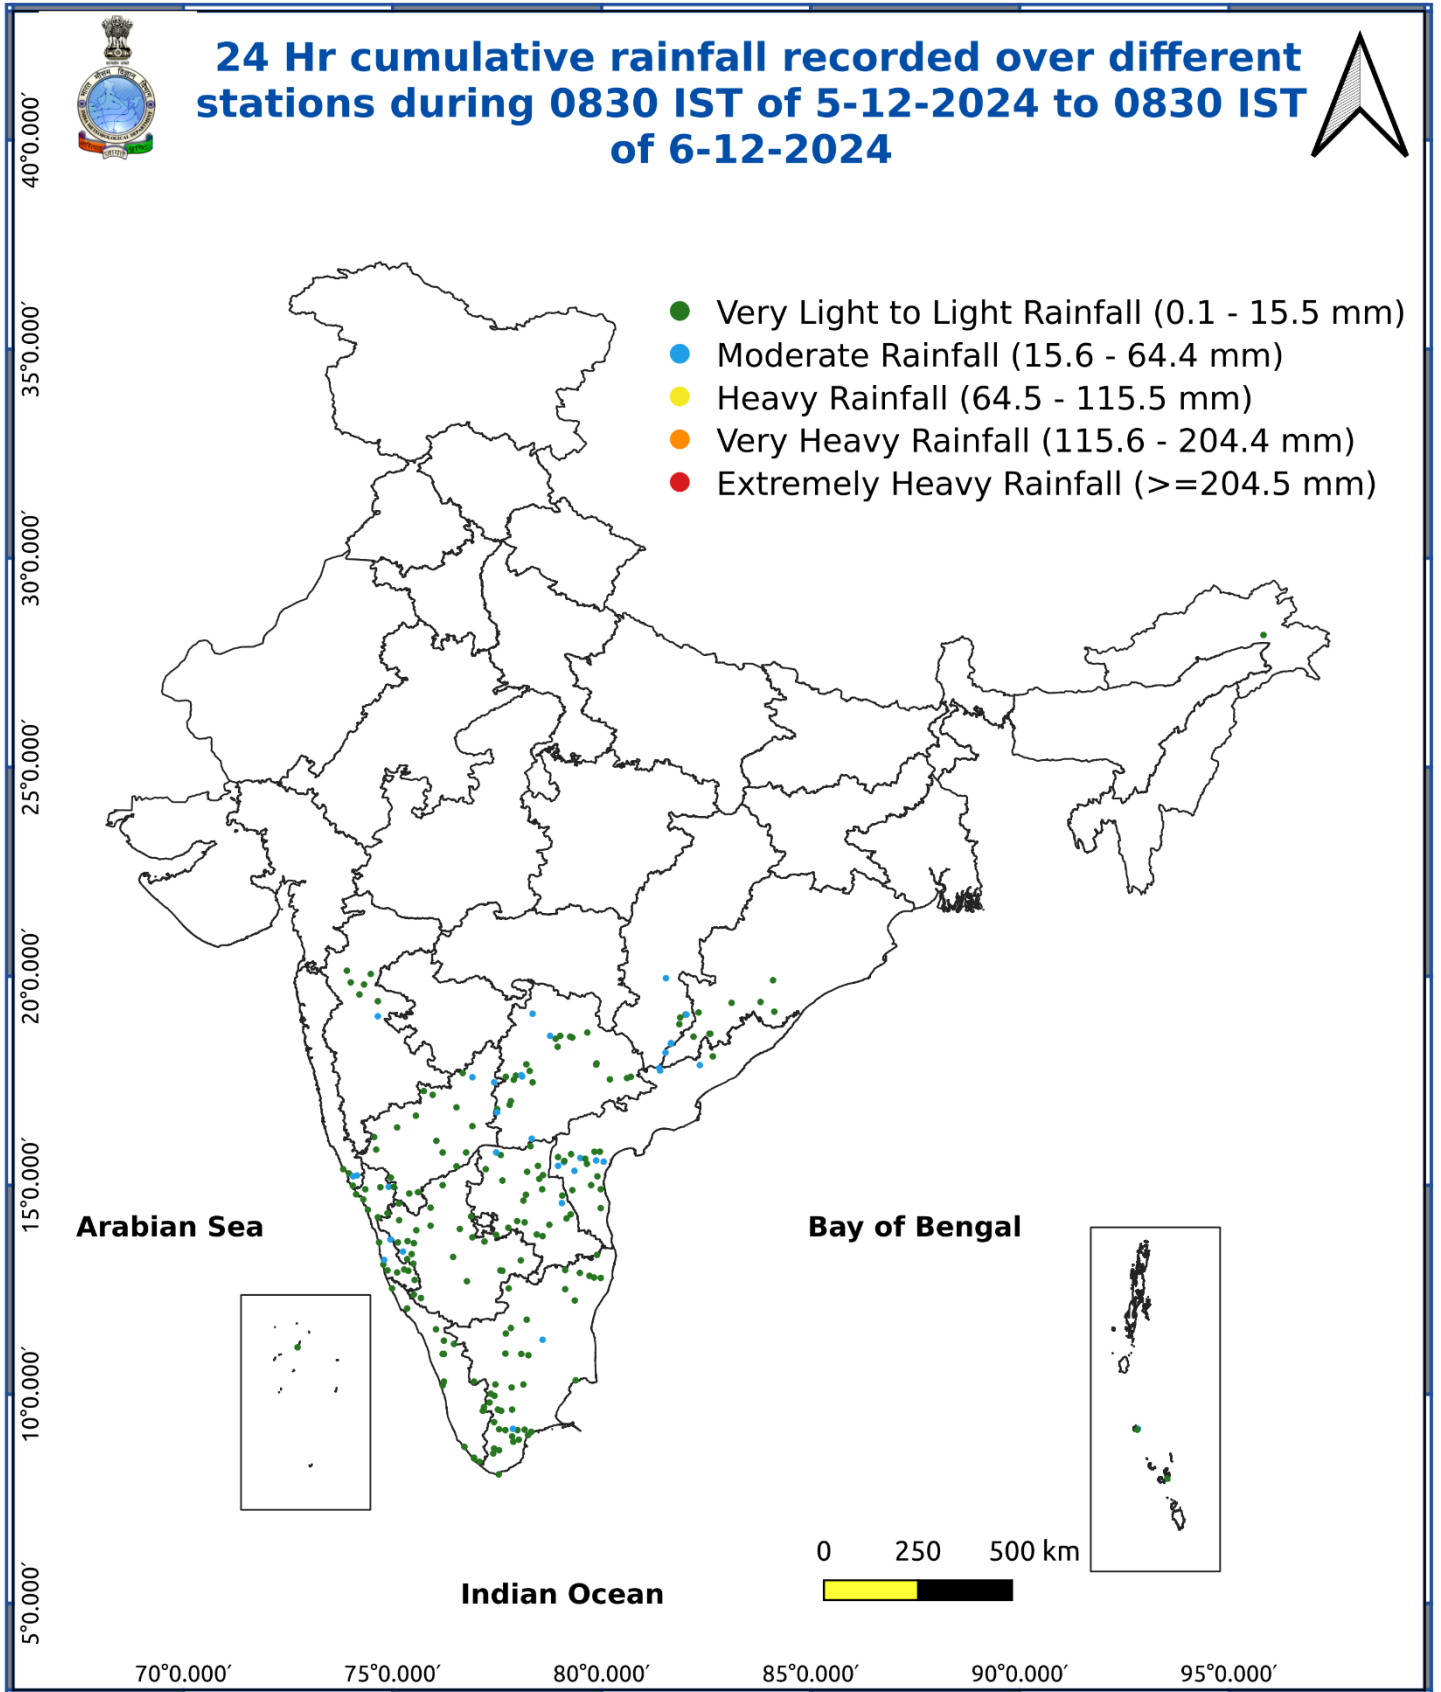 24 Hr cumulative rainfall recorded over different
stations during 0830 IST of 5-12-2024 to 0830 IST
of 6-12-2024
Very Light to Light Rainfall (0.1 - 15.5 mm)
Moderate Rainfall (15.6 - 64.4 mm)
Heavy Rainfall (64.5 - 115.5 mm)
Very Heavy Rainfall (115.6 - 204.4 mm)
Extremely Heavy Rainfall (>=204.5 mm)
40°0.000′
35°0.000′
30°0.000′
25°0.000′
20°0.000′
15°0.000′
10°0.000′
5°0.000′
Arabian Sea
Bay of Bengal
Indian Ocean
0 250 500 km
70°0.000′ 75°0.000′ 80°0.000′ 85°0.000′ 90°0.000′ 95°0.000′